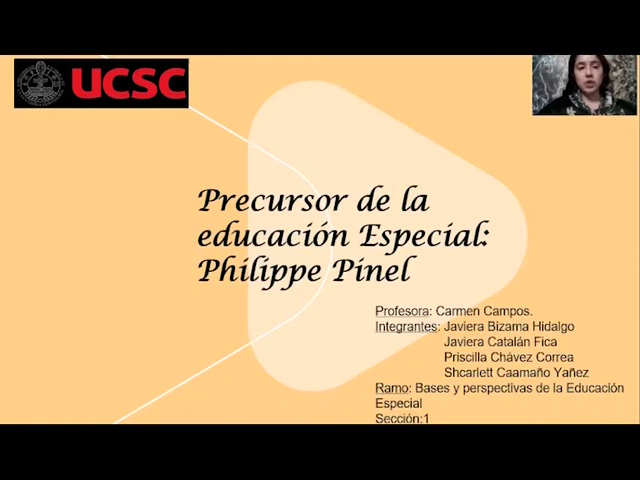 UCSC
Precursor de la
educación Especial:
Philippe Pinel
Profesora: Carmen Campos.
Integrantes: Javiera Bizama Hidalgo
Javiera Catalán Fica
Priscilla Chávez Correa
Shcarlett Caamaño Yañez
Ramo: Bases y perspectivas de la Educación
Especial
Sección:1